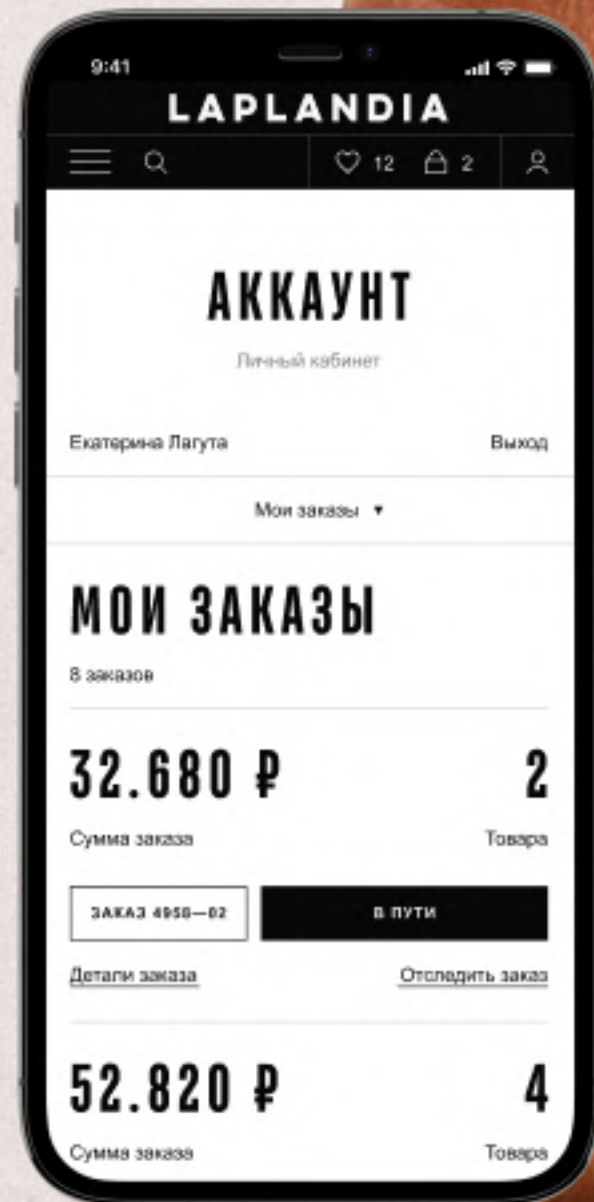 9:41
LAPLANDIA
12 2
АККАУНТ
Личный кабинет
Екатерина Лагута Выход
Мои заказы ▼
МОИ ЗАКАЗЫ
8 заказов
32.680 ₽ 2
Сумма заказа Товара
ЗАКАЗ 4958—02 В ПУТИ
Детали заказа Отследить заказ
52.820 ₽ 4
Сумма заказа Товара